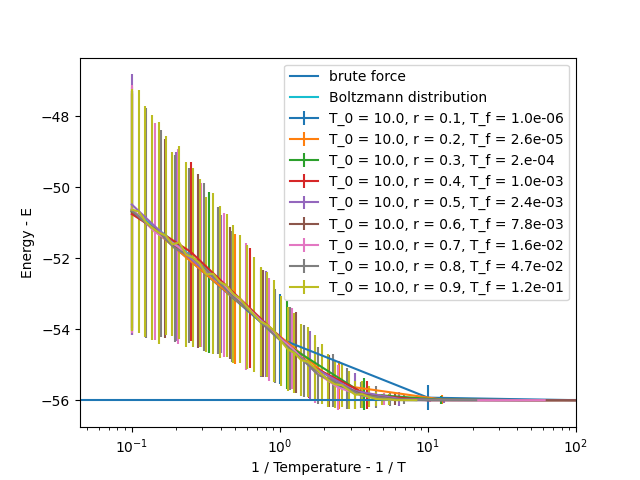 brute force
Boltzmann distribution
T_0 = 10.0, r = 0.1, T_f = 1.0e-06
T_0 = 10.0, r = 0.2, T_f = 2.6e-05
T_0 = 10.0, r = 0.3, T_f = 2.e-04
T_0 = 10.0, r = 0.4, T_f = 1.0e-03
T_0 = 10.0, r = 0.5, T_f = 2.4e-03
T_0 = 10.0, r = 0.6, T_f = 7.8e-03
T_0 = 10.0, r = 0.7, T_f = 1.6e-02
T_0 = 10.0, r = 0.8, T_f = 4.7e-02
T_0 = 10.0, r = 0.9, T_f = 1.2e-01
Energy - E
−48
−50
−52
−54
−56
10⁻¹ 10⁰ 10¹ 10²
1 / Temperature - 1 / T